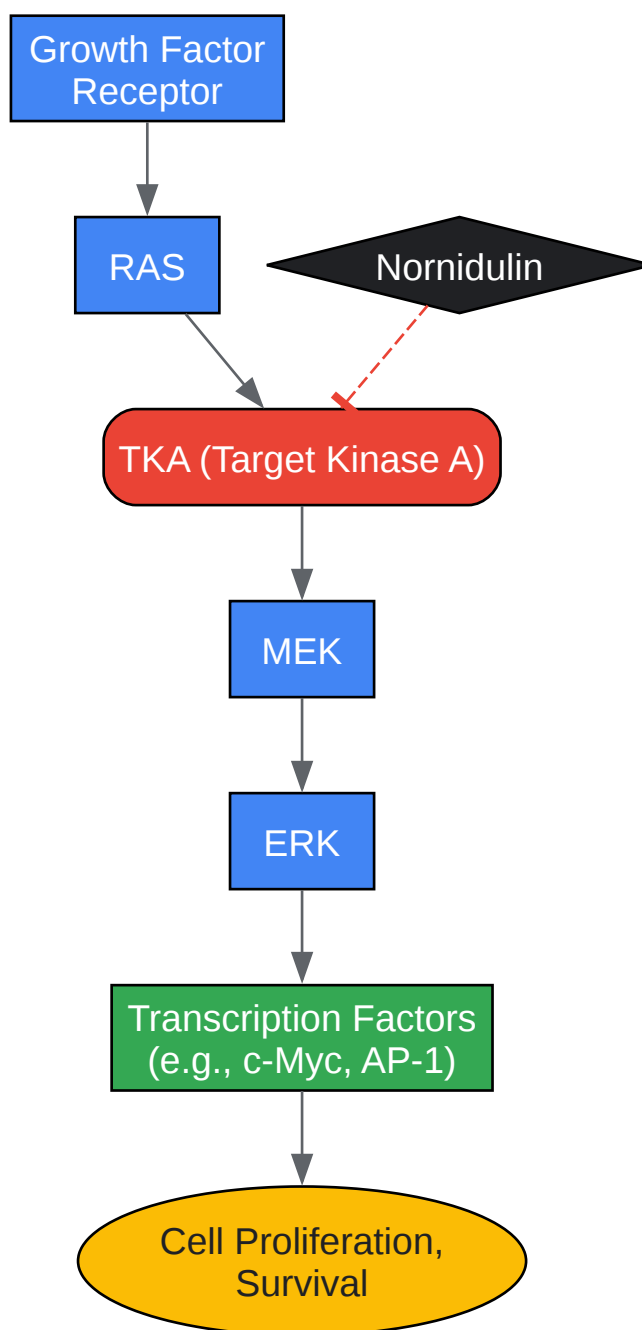 Growth Factor
Receptor
RAS
Nornidulin
TKA (Target Kinase A)
MEK
ERK
Transcription Factors
(e.g., c-Myc, AP-1)
Cell Proliferation,
Survival